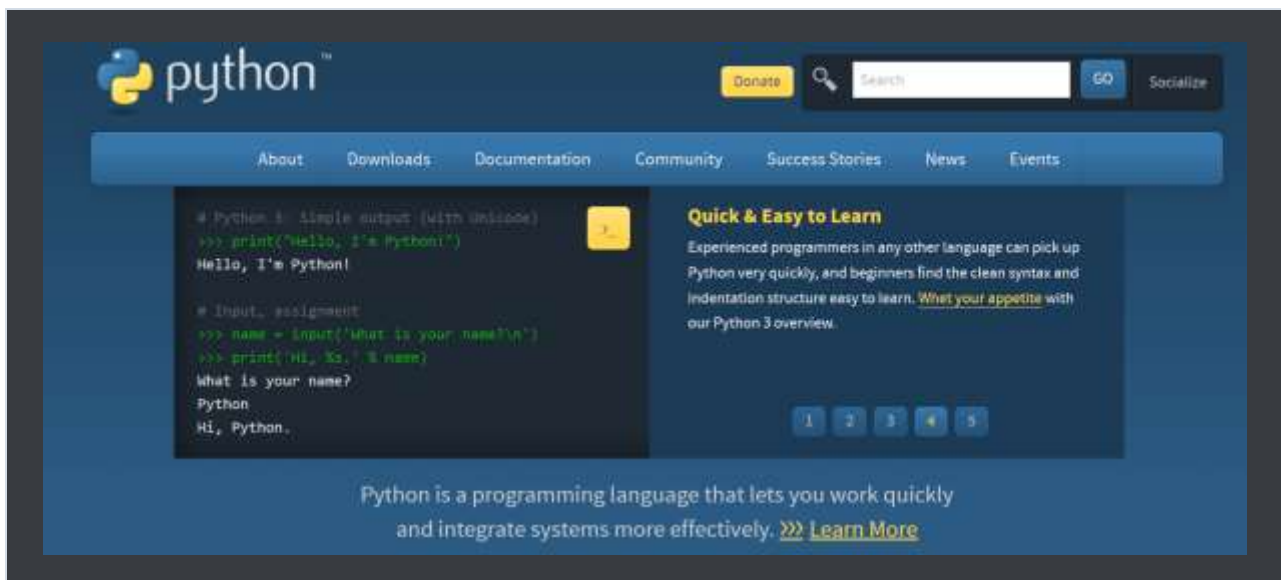 python™
Donate
Search
GO
Socialize
About Downloads Documentation Community Success Stories News Events
# Python 3: Simple output (with Unicode)
>>> print("Hello, I'm Python!")
Hello, I'm Python!
# Input, assignment
>>> name = input('What is your name?\n')
>>> print('Hi, %s.' % name)
What is your name?
Python
Hi, Python.
>_
Quick & Easy to Learn
Experienced programmers in any other language can pick up
Python very quickly, and beginners find the clean syntax and
indentation structure easy to learn. Whet your appetite with
our Python 3 overview.
1 2 3 4 5
Python is a programming language that lets you work quickly
and integrate systems more effectively. >>> Learn More